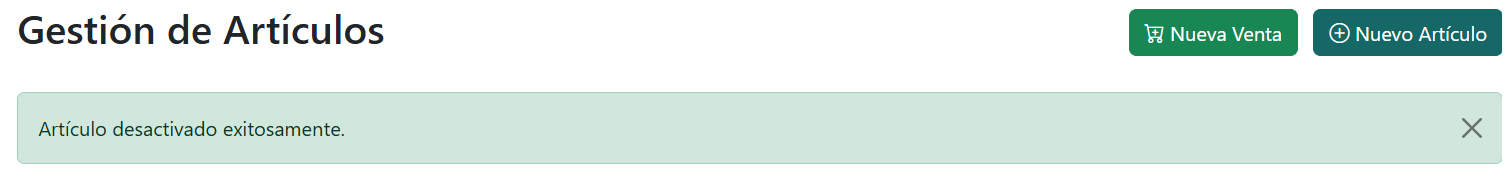 Gestión de Artículos
Nueva Venta
Nuevo Artículo
Artículo desactivado exitosamente.